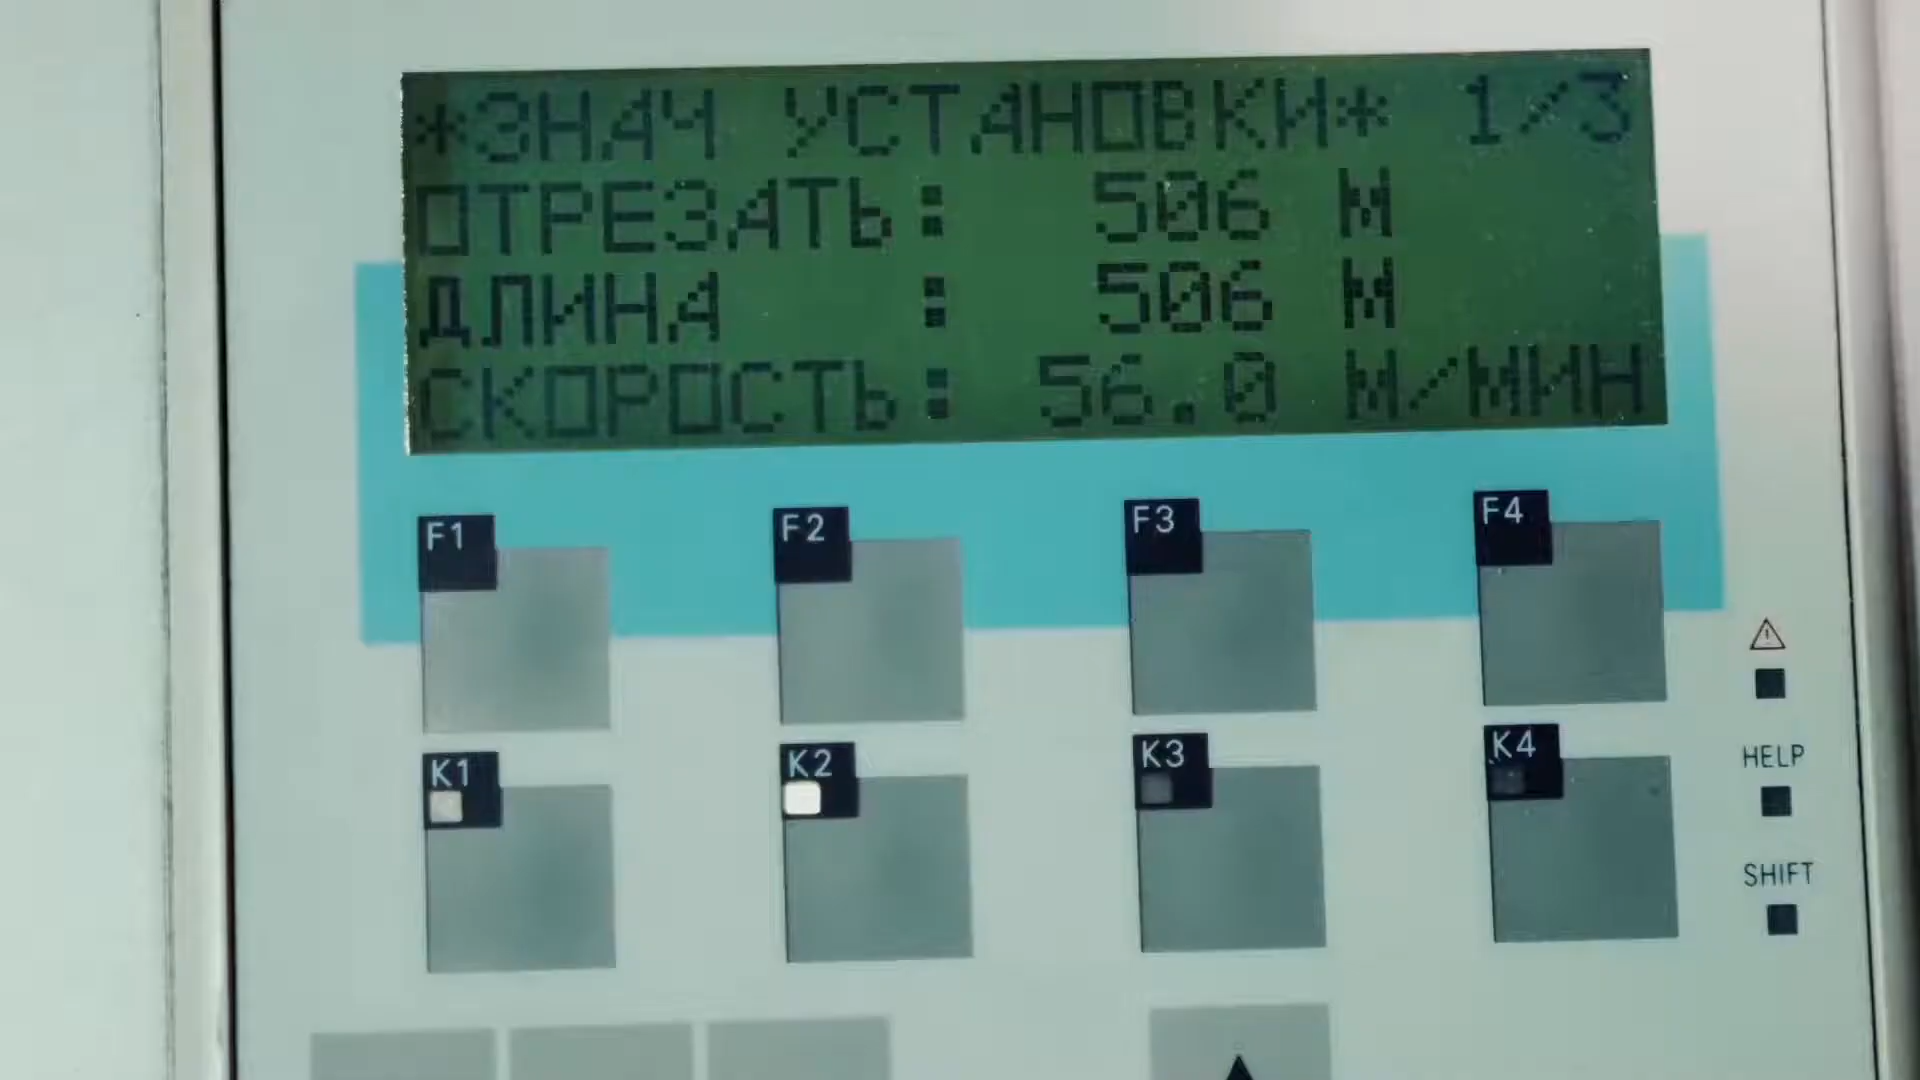 *ЗНАЧ УСТАНОВКИ* 1/3
ОТРЕЗАТЬ: 506 М
ДЛИНА : 506 М
СКОРОСТЬ: 56.0 М/МИН
F1 F2 F3 F4
K1 K2 K3 K4
HELP
SHIFT